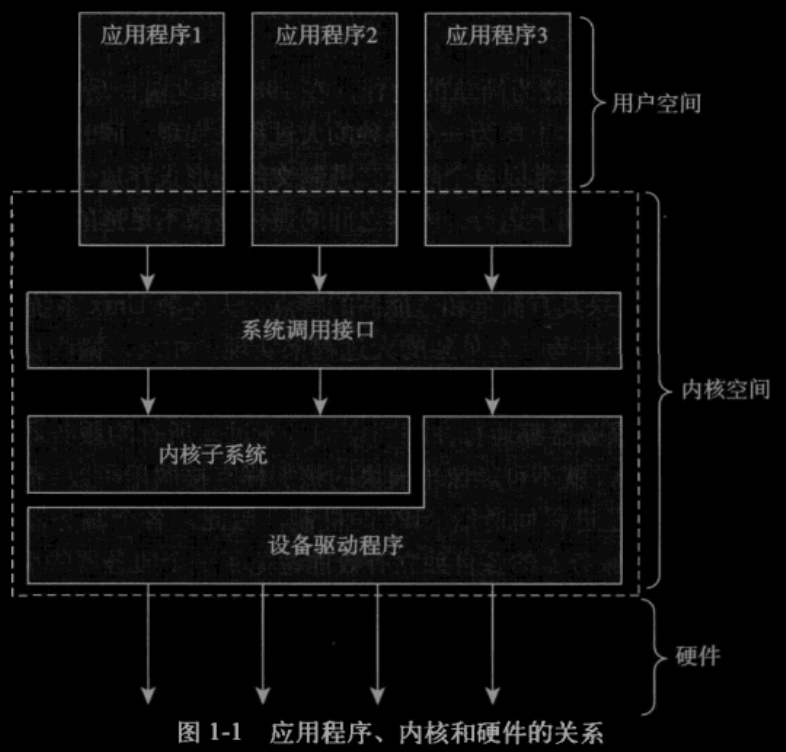 应用程序1
应用程序2
应用程序3
用户空间
系统调用接口
内核空间
内核子系统
设备驱动程序
硬件
图 1-1 应用程序、内核和硬件的关系